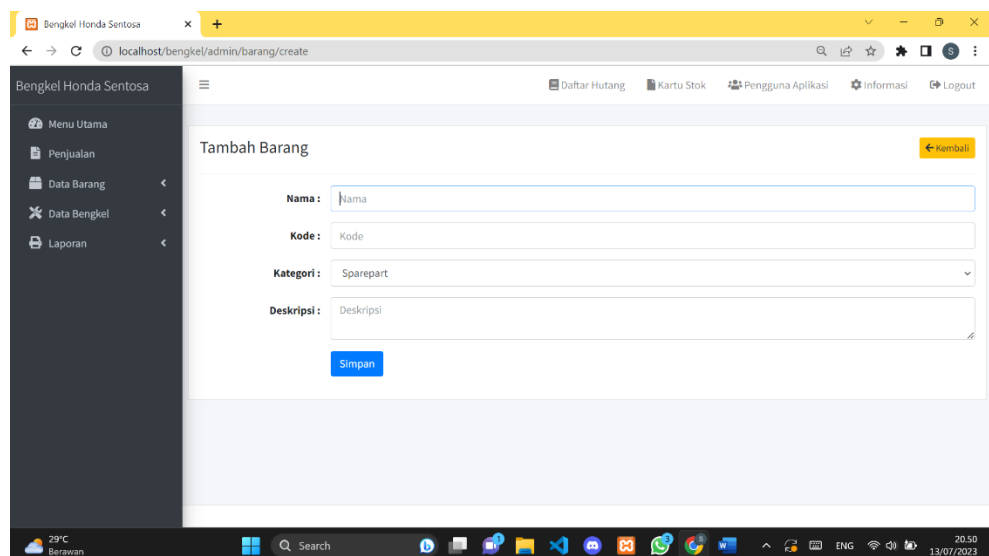 Bengkel Honda Sentosa
localhost/bengkel/admin/barang/create
S
Bengkel Honda Sentosa
Daftar Hutang Kartu Stok Pengguna Aplikasi Informasi Logout
Menu Utama
Penjualan
Data Barang
Data Bengkel
Laporan
Tambah Barang
Kembali
Nama : Nama
Kode : Kode
Kategori : Sparepart
Deskripsi : Deskripsi
Simpan
29°C
Berawan
Search
ENG
20.50
13/07/2023